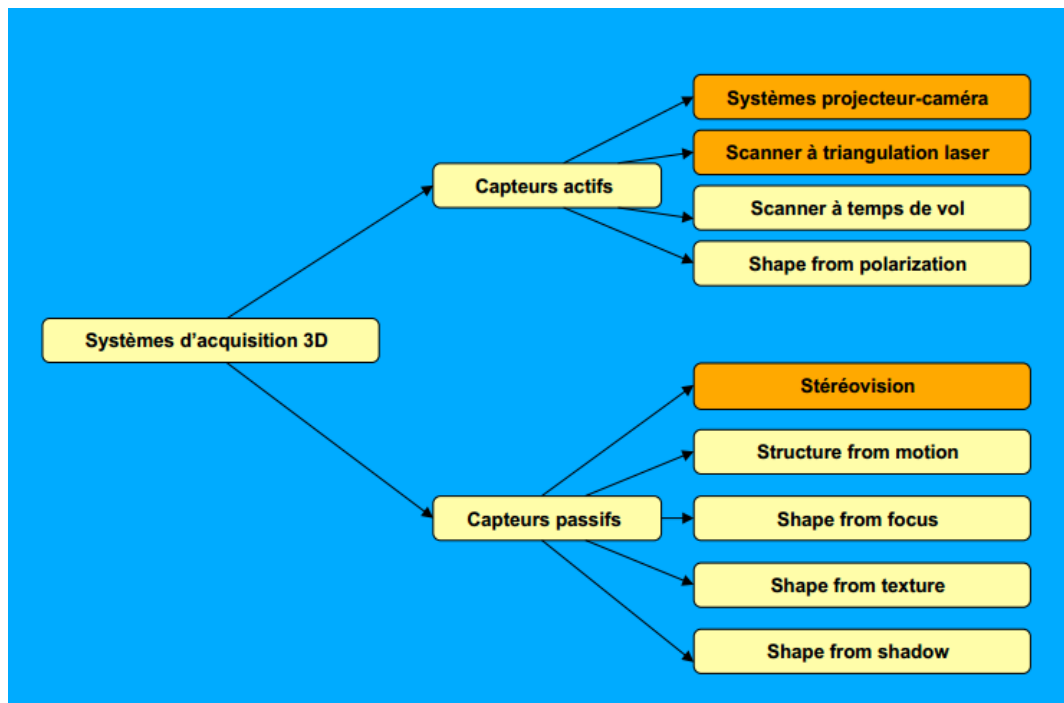 Systèmes projecteur-caméra
Scanner à triangulation laser
Capteurs actifs
Scanner à temps de vol
Shape from polarization
Systèmes d'acquisition 3D
Stéréovision
Structure from motion
Capteurs passifs
Shape from focus
Shape from texture
Shape from shadow